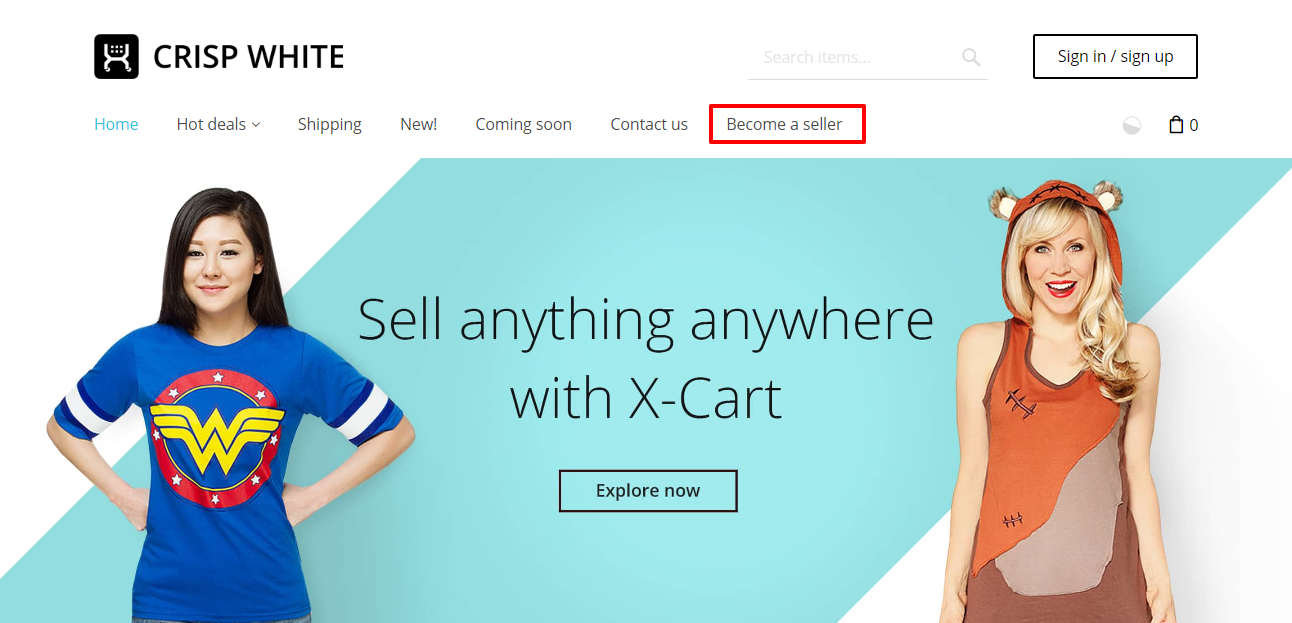 CRISP WHITE
Search items...
Sign in / sign up
Home
Hot deals
Shipping
New!
Coming soon
Contact us
Become a seller
0
Sell anything anywhere
with X-Cart
Explore now